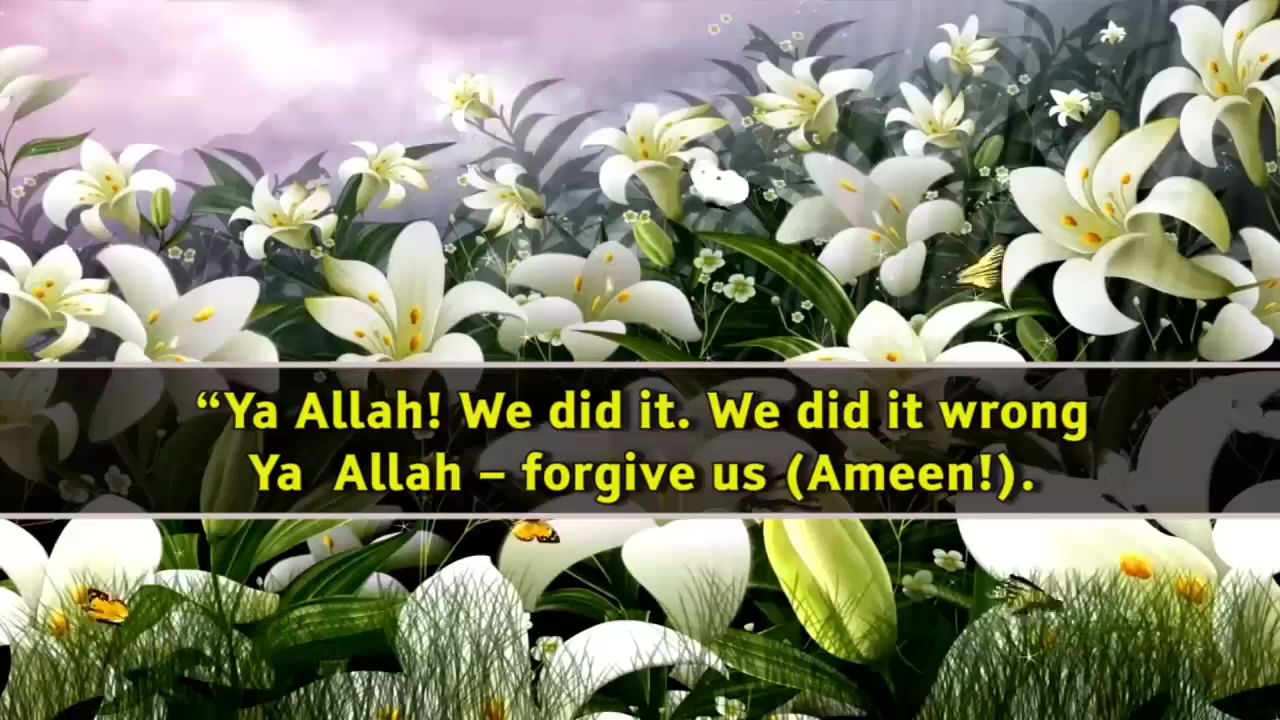 “Ya Allah! We did it. We did it wrong
Ya Allah – forgive us (Ameen!).